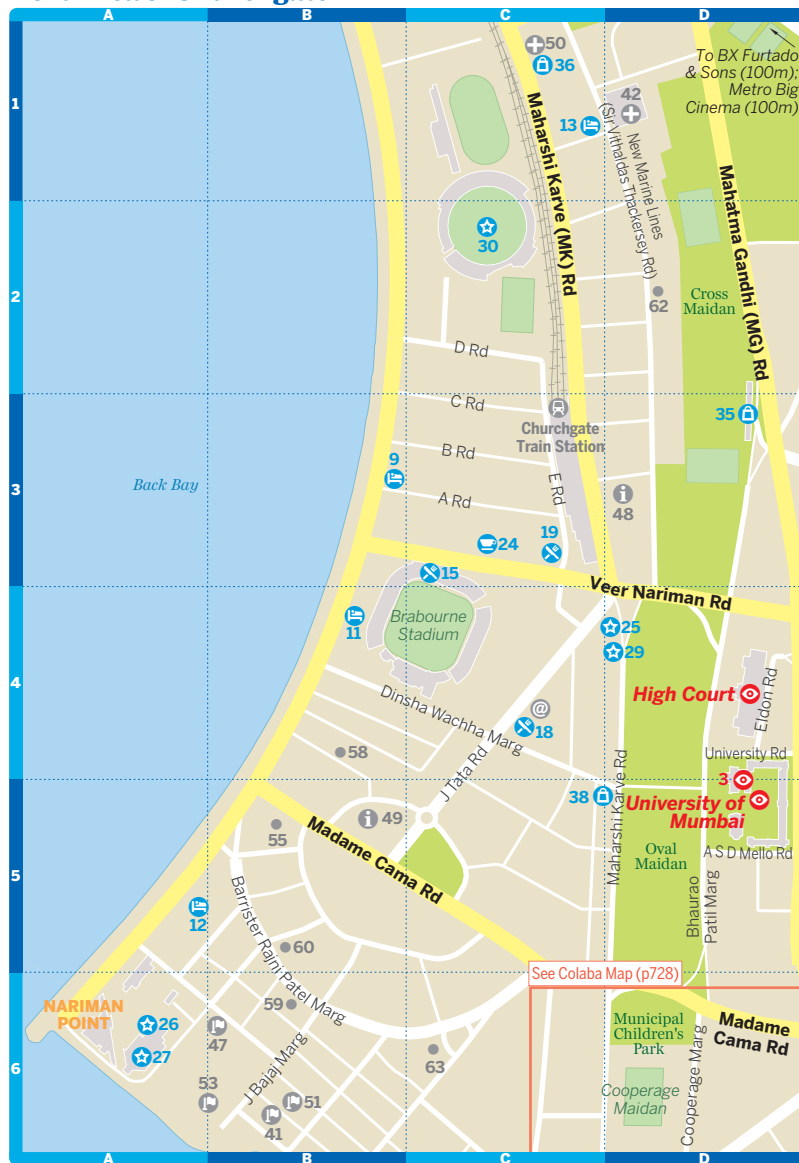 A B C D
50
36
To BX Furtado
& Sons (100m);
Metro Big
Cinema (100m)
42
1
13
Maharshi Karve (MK) Rd
New Marine Lines
(Sir Vithaldas Thackersey Rd)
Mahatma Gandhi (MG) Rd
30
2
Cross
Maidan
62
D Rd
C Rd
35
Churchgate
Train Station
B Rd
9
Back Bay
3
A Rd
E Rd
48
19
24
15
Veer Nariman Rd
11
Brabourne
Stadium
25
29
4
High Court
Eldon Rd
Dinsha Wachha Marg
18
58
J Tata Rd
University Rd
3
38
Maharshi Karve Rd
University of
Mumbai
49
55
Madame Cama Rd
Oval
Maidan
A S D Mello Rd
5
Bhaurao
Patil Marg
12
Barrister Rajni Patel Marg
60
See Colaba Map (p728)
NARIMAN
POINT
59
26
47
Municipal
Children's
Park
Madame
Cama Rd
27
J Bajaj Marg
63
6
53
51
41
Cooperage
Maidan
Cooperage Marg
A B C D